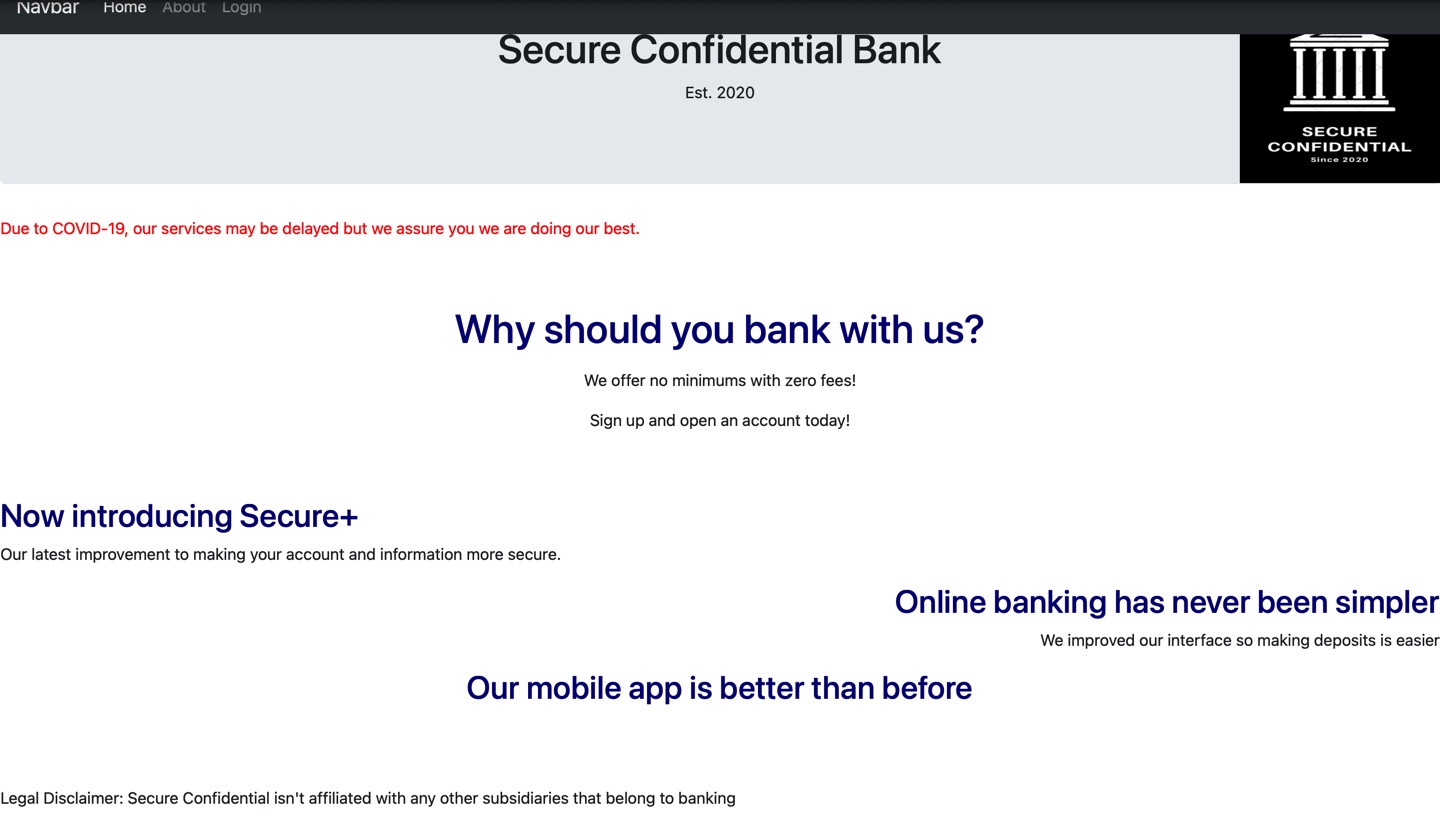 Navbar Home About Login
Secure Confidential Bank
Est. 2020
SECURE
CONFIDENTIAL
Since 2020
Due to COVID-19, our services may be delayed but we assure you we are doing our best.
Why should you bank with us?
We offer no minimums with zero fees!
Sign up and open an account today!
Now introducing Secure+
Our latest improvement to making your account and information more secure.
Online banking has never been simpler
We improved our interface so making deposits is easier
Our mobile app is better than before
Legal Disclaimer: Secure Confidential isn't affiliated with any other subsidiaries that belong to banking